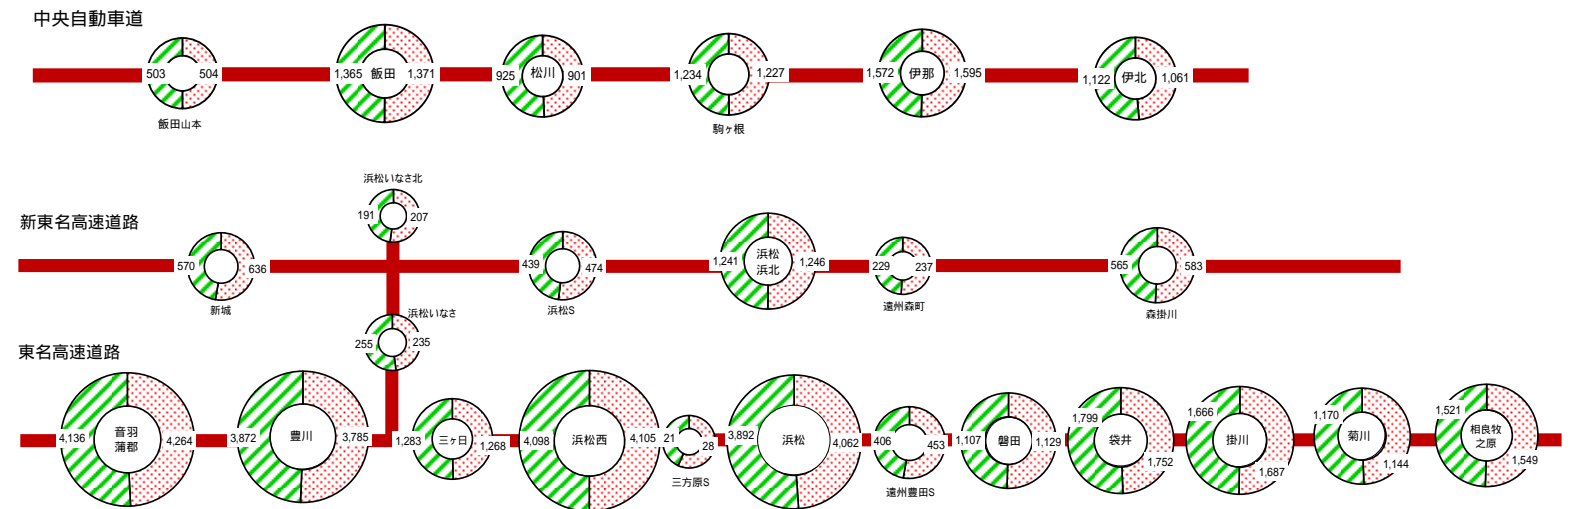 中央自動車道
503
504
飯田山本
1,365
飯田
1,371
925
松川
901
1,234
1,227
駒ヶ根
1,572
伊那
1,595
1,122
伊北
1,061
新東名高速道路
浜松いなさ北
191
207
570
636
新城
439
474
浜松S
1,241
浜松
浜北
1,246
229
237
遠州森町
565
583
森掛川
浜松いなさ
255
235
東名高速道路
4,136
音羽
蒲郡
4,264
3,872
豊川
3,785
1,283
三ヶ日
1,268
4,098
浜松西
4,105
21
28
三方原S
3,892
浜松
4,062
406
453
遠州豊田S
1,107
磐田
1,129
1,799
袋井
1,752
1,666
掛川
1,687
1,170
菊川
1,144
1,521
相良牧
之原
1,549